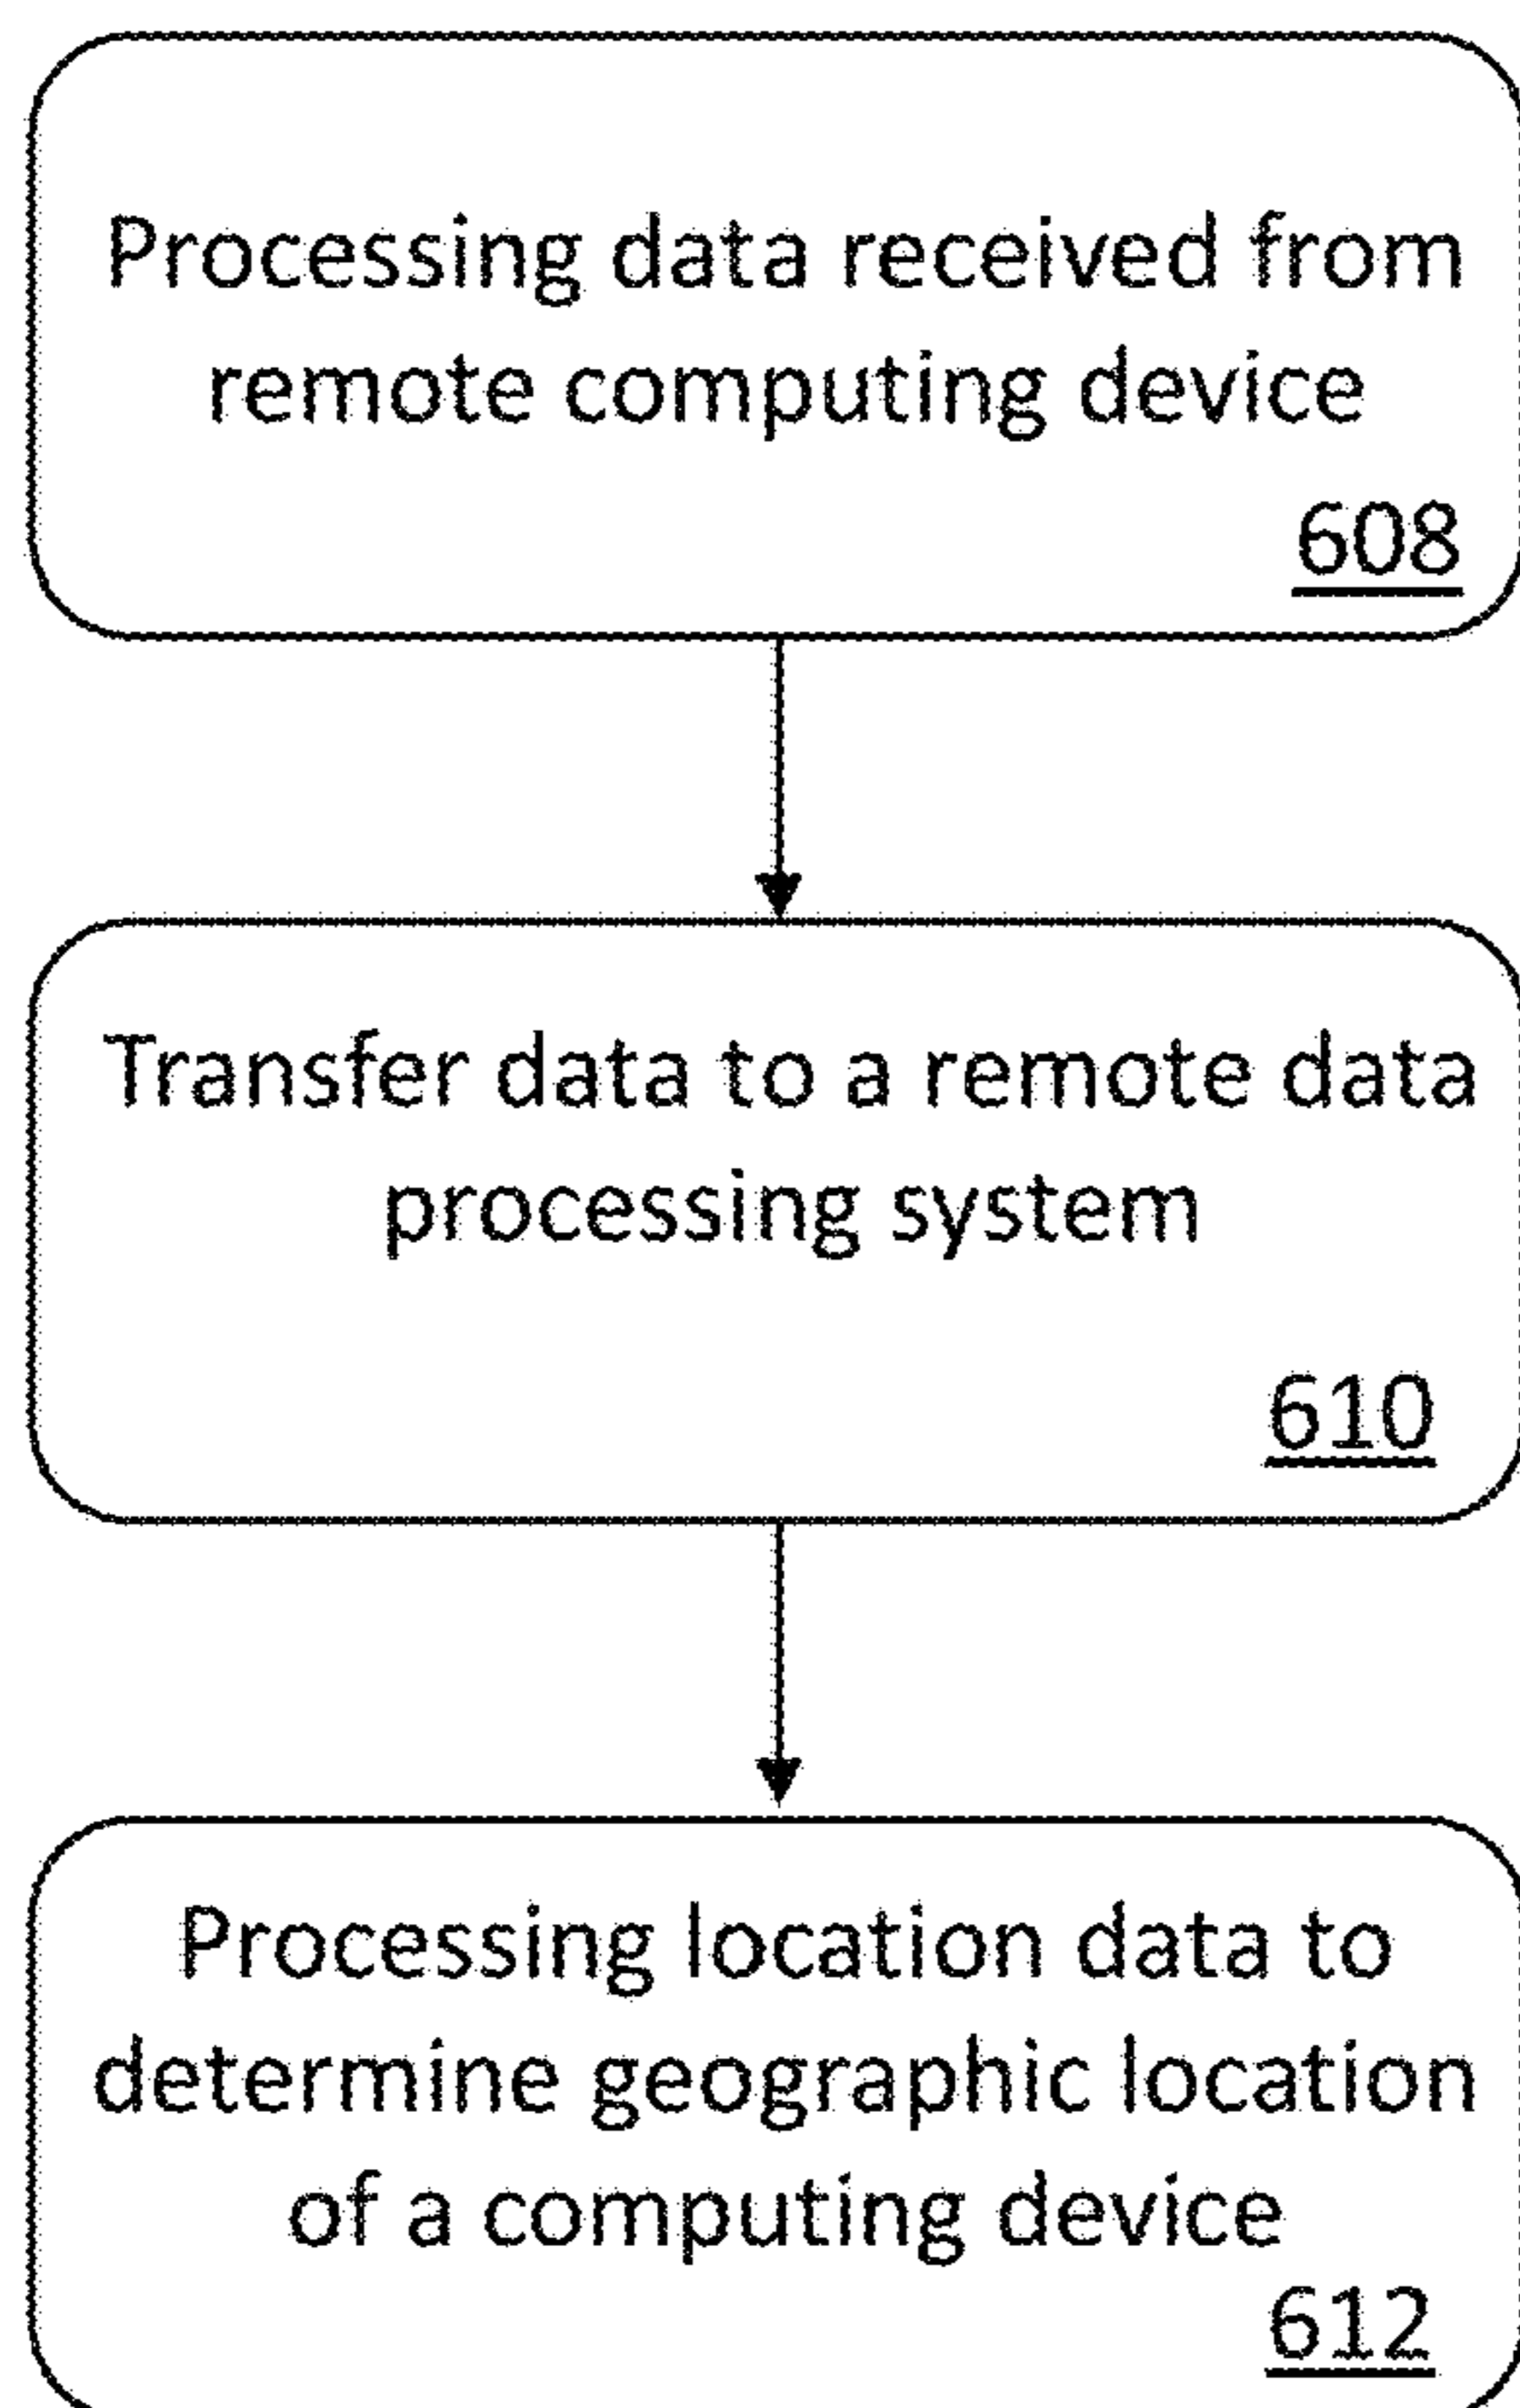 Processing data received from
remote computing device
608
Transfer data to a remote data
processing system
610
Processing location data to
determine geographic location
of a computing device
612